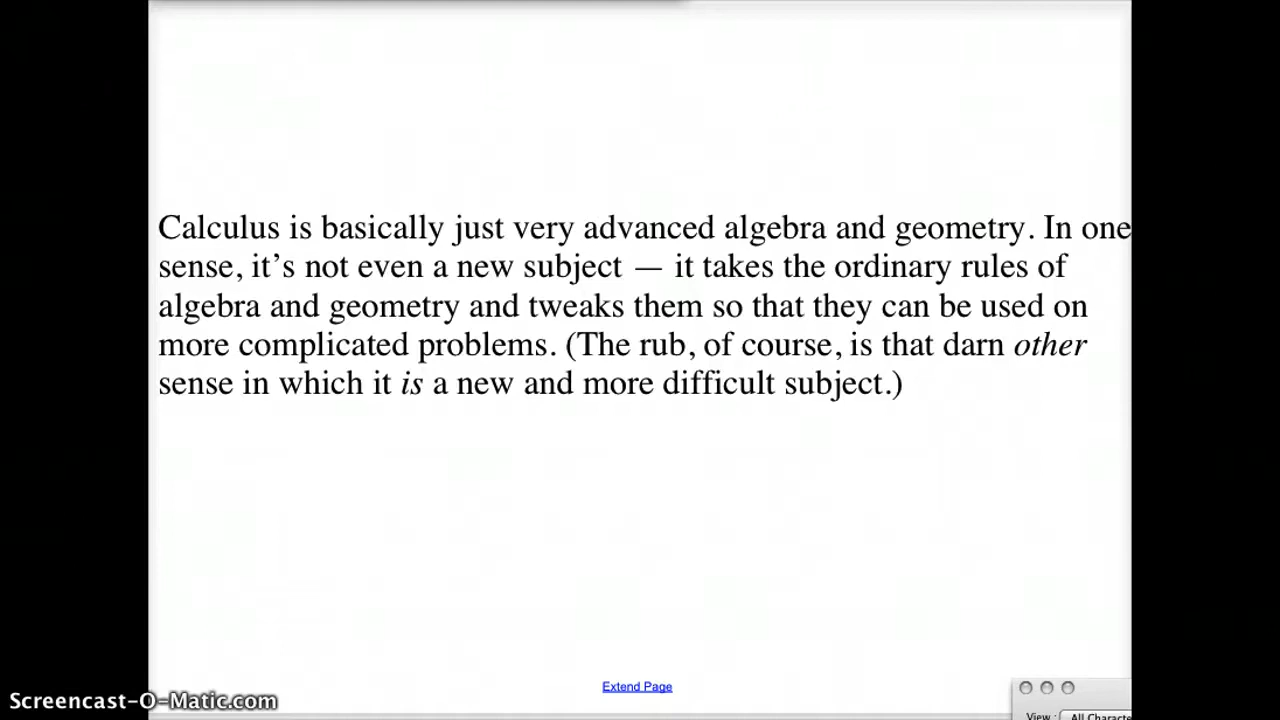 Calculus is basically just very advanced algebra and geometry. In one
sense, it’s not even a new subject — it takes the ordinary rules of
algebra and geometry and tweaks them so that they can be used on
more complicated problems. (The rub, of course, is that darn other
sense in which it is a new and more difficult subject.)
Extend Page
Screencast-O-Matic.com
View :